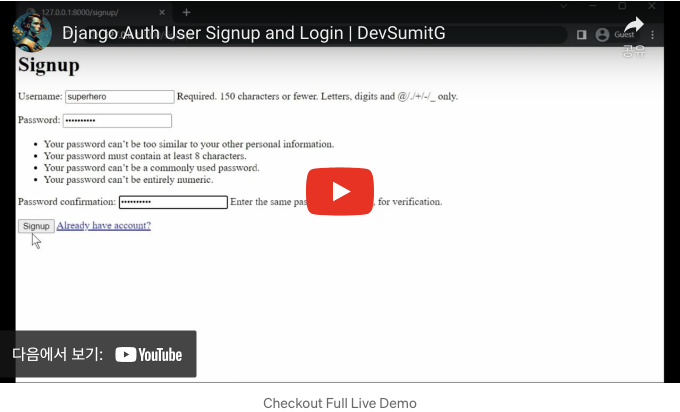 127.0.0.1:8000/signup/
Django Auth User Signup and Login | DevSumitG
Guest
공유
Signup
Username: superhero Required. 150 characters or fewer. Letters, digits and @/./+/-/_ only.
Password: ••••••••••
• Your password can't be too similar to your other personal information.
• Your password must contain at least 8 characters.
• Your password can't be a commonly used password.
• Your password can't be entirely numeric.
Password confirmation: •••••••••• Enter the same for verification.
Signup Already have account?
다음에서 보기: YouTube
Checkout Full Live Demo